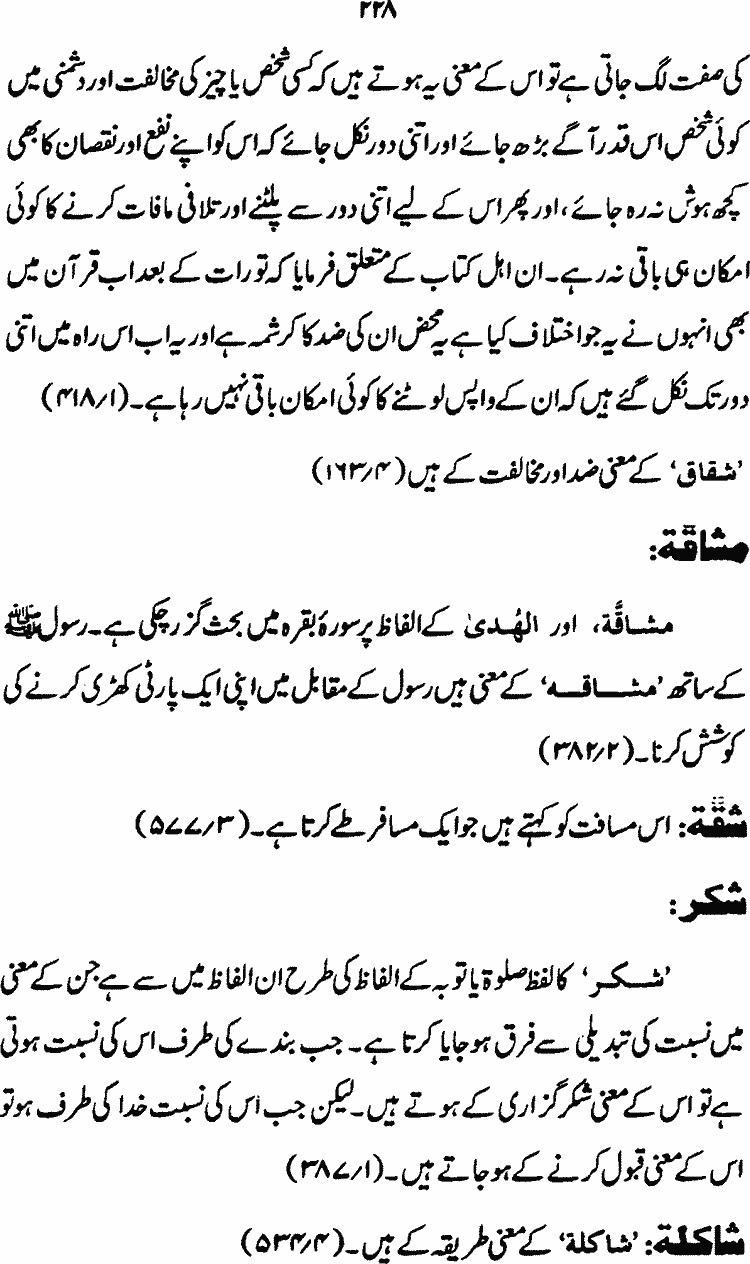 ۲۲۸
کی صفت لگ جاتی ہے تو اس کے معنی یہ ہوتے ہیں کہ کسی شخص یا چیز کی مخالفت اور دشمنی میں
کوئی شخص اس قدر آگے بڑھ جائے اور اتنی دور نکل جائے کہ اس کو اپنے نفع اور نقصان کا بھی
کچھ ہوش نہ رہ جائے، اور پھر اس کے لیے اتنی دور سے پلٹنے اور تلافی مافات کرنے کا کوئی
امکان ہی باقی نہ رہے۔ ان اہل کتاب کے متعلق فرمایا کہ تورات کے بعد اب قرآن میں
بھی انہوں نے یہ جو اختلاف کیا ہے یہ محض ان کی ضد کا کرشمہ ہے اور یہ اب اس راہ میں اتنی
دور تک نکل گئے ہیں کہ ان کے واپس لوٹنے کا کوئی امکان باقی نہیں رہا ہے۔ (۴۱۸/۱)
’شقاق‘ کے معنی ضد اور مخالفت کے ہیں (۱۶۳/۴)
مشاقّة:
مشاقُّة، اور الھُدیٰ کے الفاظ پر سورۂ بقرہ میں بحث گزر چکی ہے۔ رسول ﷺ
کے ساتھ ’مشاقہ‘ کے معنی ہیں رسول کے مقابل میں اپنی ایک پارٹی کھڑی کرنے کی
کوشش کرنا۔ (۳۸۲/۲)
شقّة: اس مسافت کو کہتے ہیں جو ایک مسافر طے کرتا ہے۔ (۵۷۷/۳)
شکر:
’شکر‘ کا لفظ صلوٰۃ یا توبہ کے الفاظ کی طرح ان الفاظ میں سے ہے جن کے معنی
میں نسبت کی تبدیلی سے فرق ہو جایا کرتا ہے۔ جب بندے کی طرف اس کی نسبت ہوتی
ہے تو اس کے معنی شکر گزاری کے ہوتے ہیں۔ لیکن جب اس کی نسبت خدا کی طرف ہو تو
اس کے معنی قبول کرنے کے ہو جاتے ہیں۔ (۳۸۷/۱)
شاکلة: ’شاکلة‘ کے معنی طریقہ کے ہیں۔ (۵۳۴/۴)